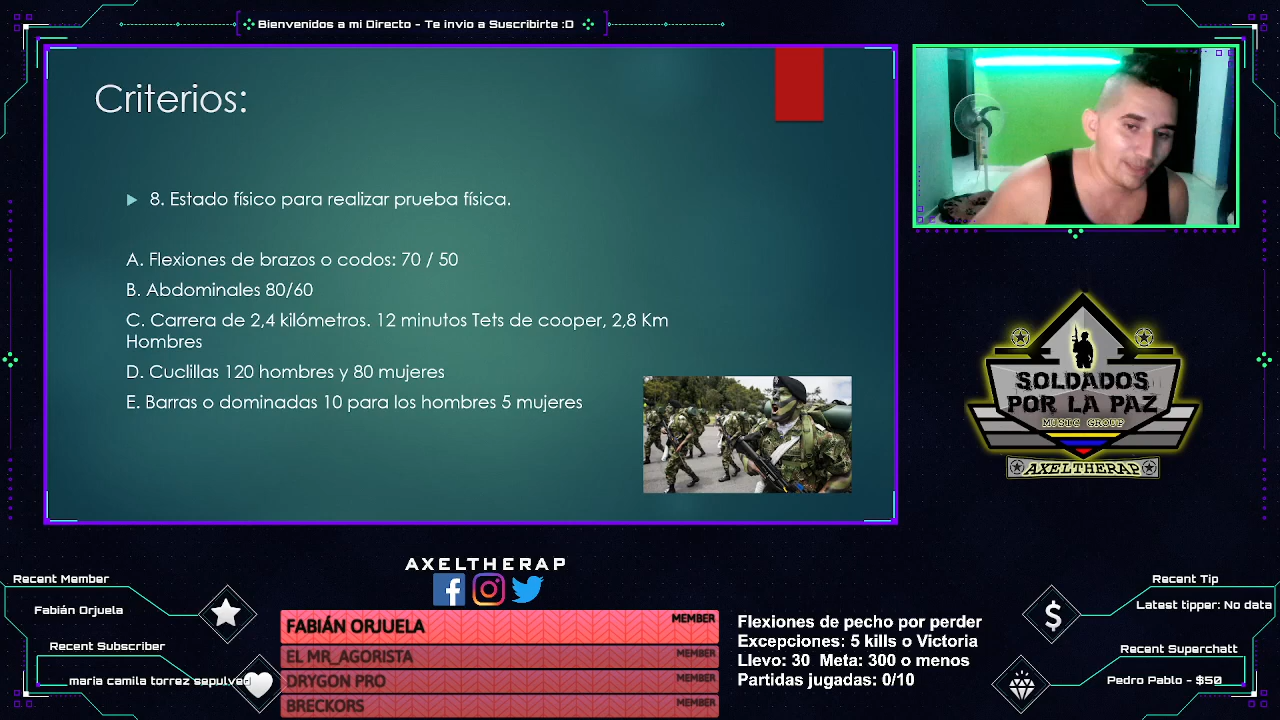 Bienvenidos a mi Directo - Te invio a Suscribirte :D
Criterios:
8. Estado físico para realizar prueba física.
A. Flexiones de brazos o codos: 70 / 50
B. Abdominales 80/60
C. Carrera de 2,4 kilómetros. 12 minutos Tets de cooper, 2,8 Km
Hombres
D. Cuclillas 120 hombres y 80 mujeres
E. Barras o dominadas 10 para los hombres 5 mujeres
SOLDADOS
POR LA PAZ
MUSIC GROUP
AXELTHERAP
AXELTHERAP
Recent Member
Fabián Orjuela
Recent Subscriber
maria camila torrez sepulved
FABIÁN ORJUELA MEMBER
EL MR_AGORISTA MEMBER
DRYGON PRO MEMBER
BRECKORS MEMBER
Flexiones de pecho por perder
Excepciones: 5 kills o Victoria
Llevo: 30 Meta: 300 o menos
Partidas jugadas: 0/10
Recent Tip
Latest tipper: No data
Recent Superchatt
Pedro Pablo - $50